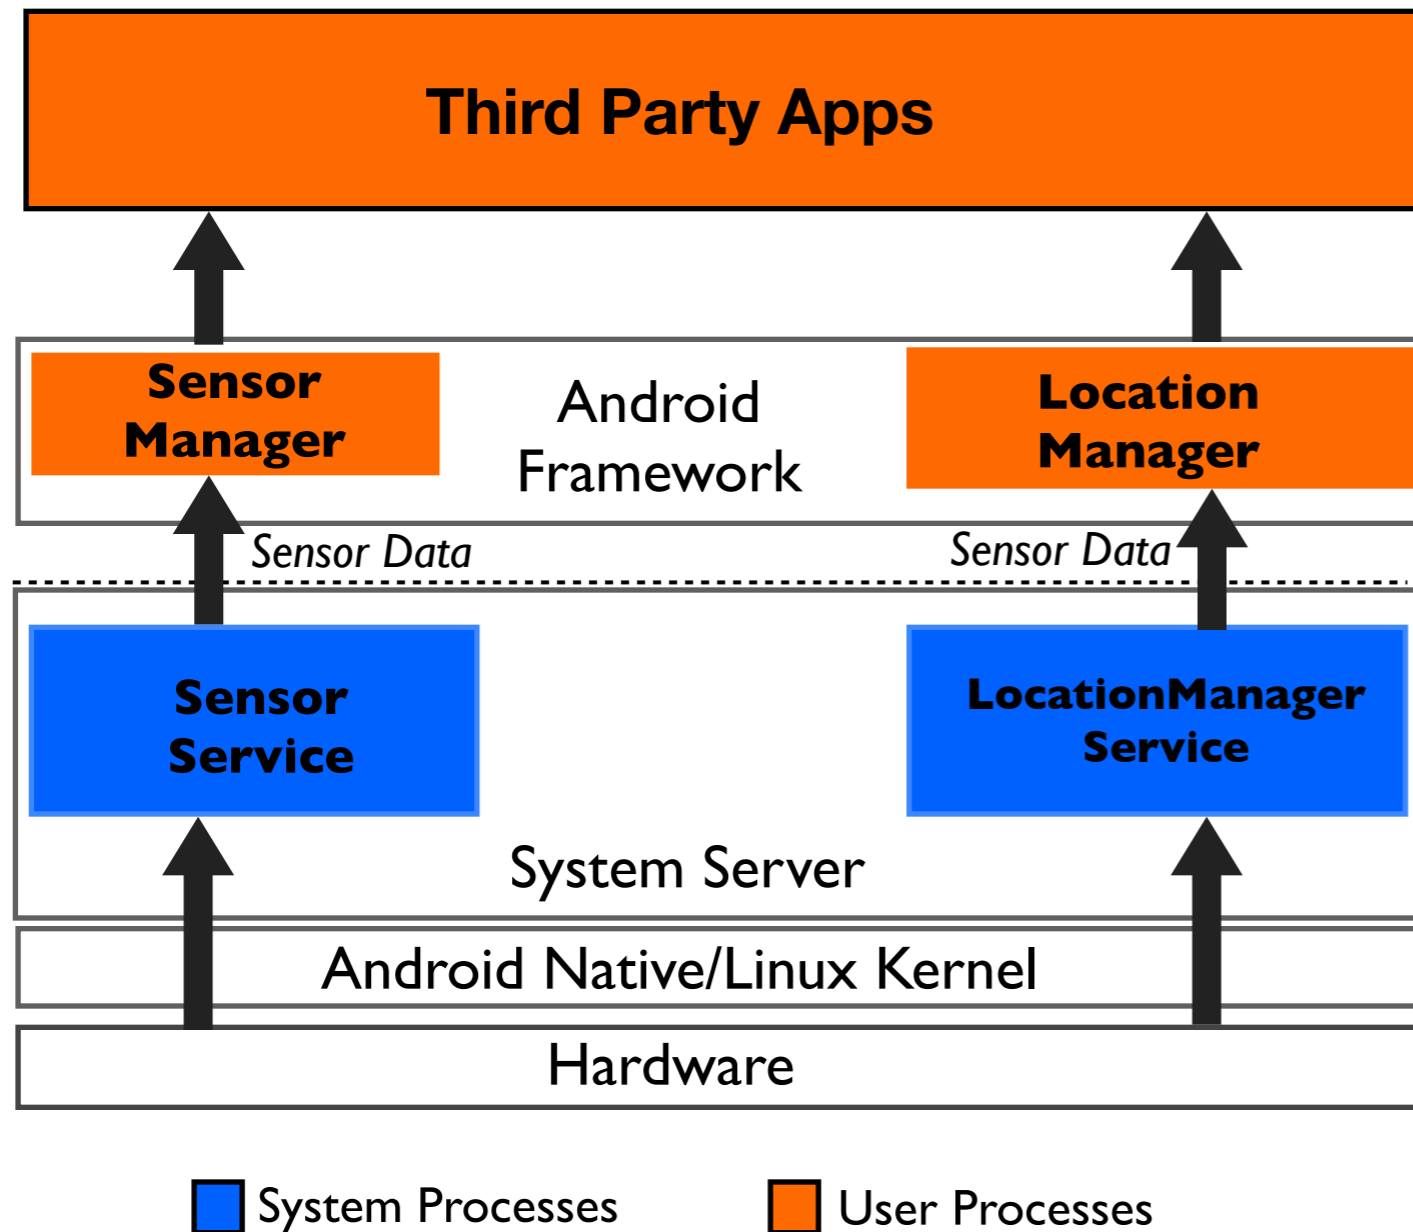 Third Party Apps
Sensor
Manager
Android
Framework
Location
Manager
Sensor Data
Sensor Data
Sensor
Service
LocationManager
Service
System Server
Android Native/Linux Kernel
Hardware
System Processes
User Processes